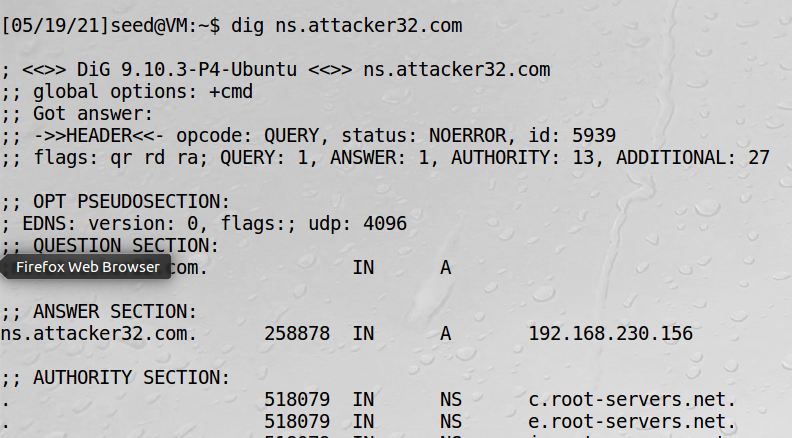 [05/19/21]seed@VM:~$ dig ns.attacker32.com
; <<>> DiG 9.10.3-P4-Ubuntu <<>> ns.attacker32.com
;; global options: +cmd
;; Got answer:
;; ->>HEADER<<- opcode: QUERY, status: NOERROR, id: 5939
;; flags: qr rd ra; QUERY: 1, ANSWER: 1, AUTHORITY: 13, ADDITIONAL: 27
;; OPT PSEUDOSECTION:
; EDNS: version: 0, flags:; udp: 4096
;; QUESTION SECTION:
Firefox Web Browser com. IN A
;; ANSWER SECTION:
ns.attacker32.com. 258878 IN A 192.168.230.156
;; AUTHORITY SECTION:
. 518079 IN NS c.root-servers.net.
. 518079 IN NS e.root-servers.net.